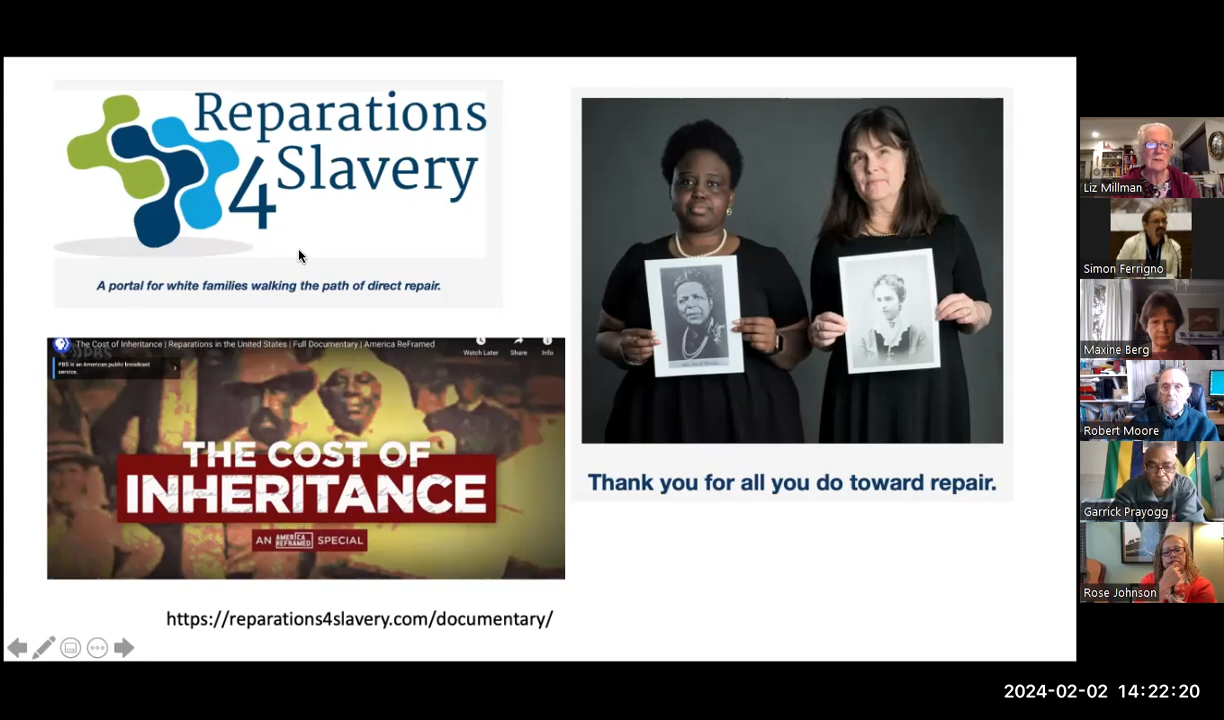 Reparations
4Slavery
A portal for white families walking the path of direct repair.
The Cost of Inheritance | Reparations in the United States | Full Documentary | America ReFramed
Watch Later
Share
Info
PBS is an American public broadcast
service.
THE COST OF
INHERITANCE
AN AMERICA REFRAMED SPECIAL
https://reparations4slavery.com/documentary/
Thank you for all you do toward repair.
Liz Millman
Simon Ferrigno
Maxine Berg
Robert Moore
Garrick Prayogg
Rose Johnson
2024-02-02 14:22:20